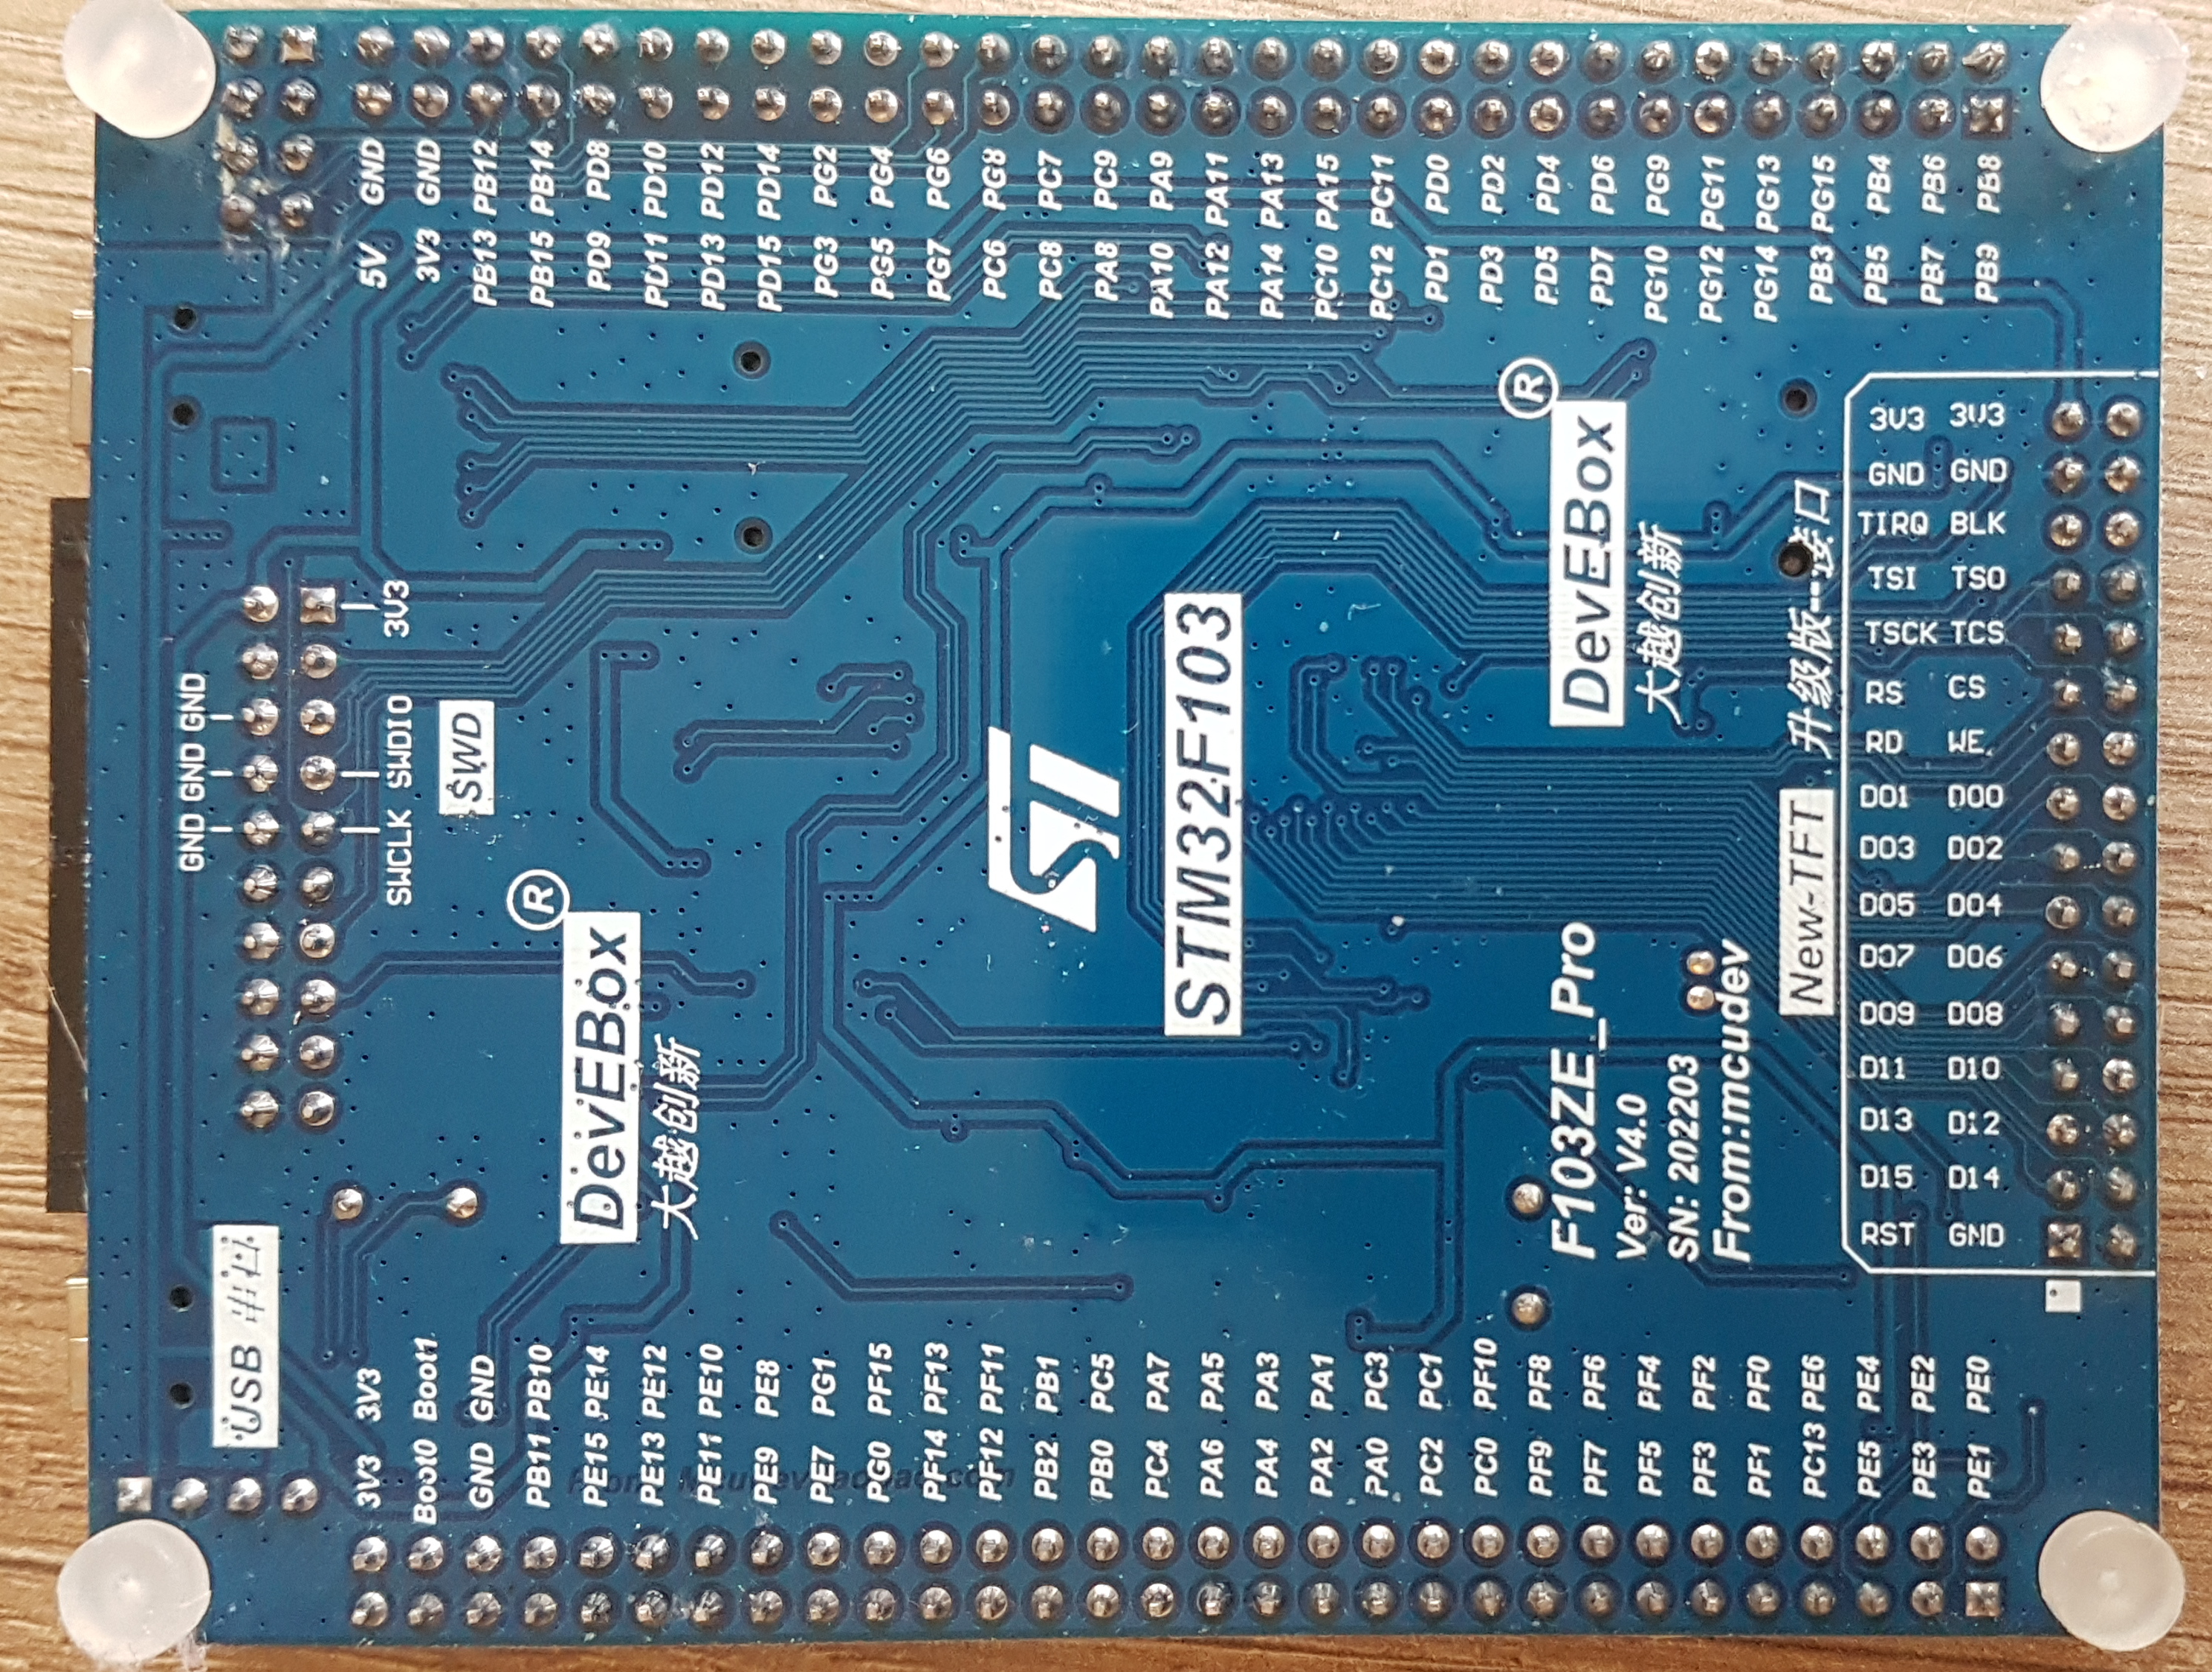 GND GND PB12 PB14 PD8 PD10 PD12 PD14 PG2 PG4 PG6 PG8 PC7 PC9 PA9 PA11 PA13 PA15 PC11 PD0 PD2 PD4 PD6 PG9 PG11 PG13 PG15 PB4 PB6 PB8
5V 3V3 PB13 PB15 PD9 PD11 PD13 PD15 PG3 PG5 PG7 PC6 PC8 PA8 PA10 PA12 PA14 PC10 PC12 PD1 PD3 PD5 PD7 PG10 PG12 PG14 PB3 PB5 PB7 PB9
3V3
GND GND GND
SWCLK SWDIO
SWD
DevEBox ®
大越创新
STM32F103
DevEBox ®
大越创新
F103ZE_Pro
Ver: V4.0
SN: 202203
From:mcudev
New-TFT 升级版--接口
3V3 3V3
GND GND
TIRQ BLK
TSI TSO
TSCK TCS
RS CS
RD WE
D01 D00
D03 D02
D05 D04
D07 D06
D09 D08
D11 D10
D13 D12
D15 D14
RST GND
USB 串口
3V3 Boot1 GND PB10 PE14 PE12 PE10 PE8 PG1 PF15 PF13 PF11 PB1 PC5 PA7 PA5 PA3 PA1 PC3 PC1 PF10 PF8 PF6 PF4 PF2 PF0 PE6 PE4 PE2 PE0
3V3 Boot0 GND PB11 PE15 PE13 PE11 PE9 PE7 PG0 PF14 PF12 PB2 PB0 PC4 PA6 PA4 PA2 PA0 PC2 PC0 PF9 PF7 PF5 PF3 PF1 PC13 PE5 PE3 PE1